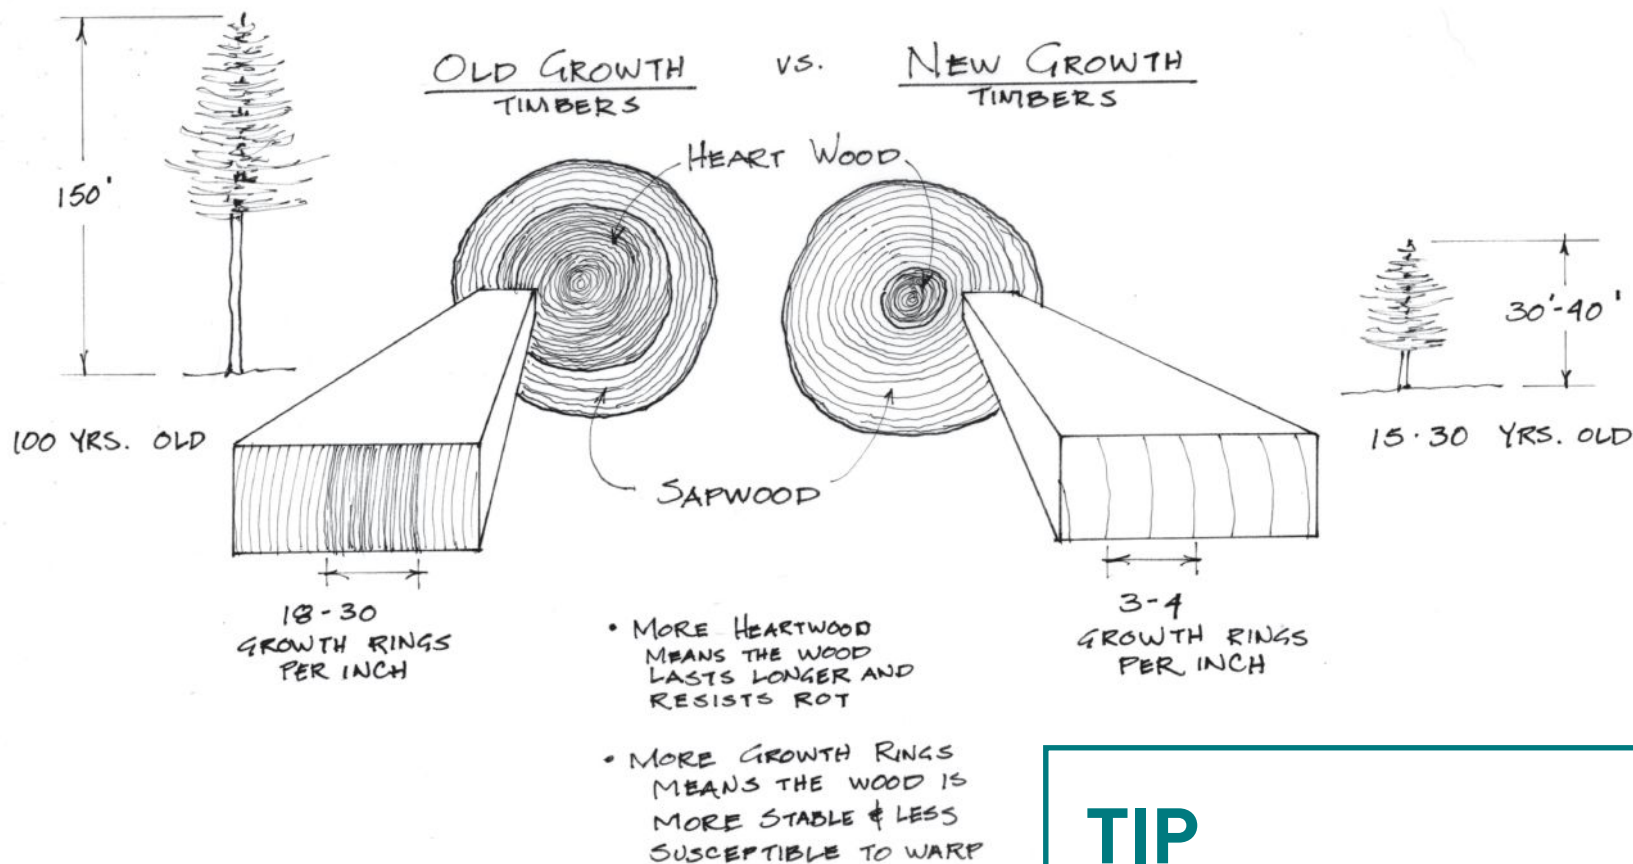 OLD GROWTH
TIMBERS
VS.
NEW GROWTH
TIMBERS
HEART WOOD
150'
30'-40'
100 YRS. OLD
15·30 YRS. OLD
SAPWOOD
18-30
GROWTH RINGS
PER INCH
3-4
GROWTH RINGS
PER INCH
• MORE HEARTWOOD
MEANS THE WOOD
LASTS LONGER AND
RESISTS ROT
• MORE GROWTH RINGS
MEANS THE WOOD IS
MORE STABLE & LESS
SUSCEPTIBLE TO WARP
TIP